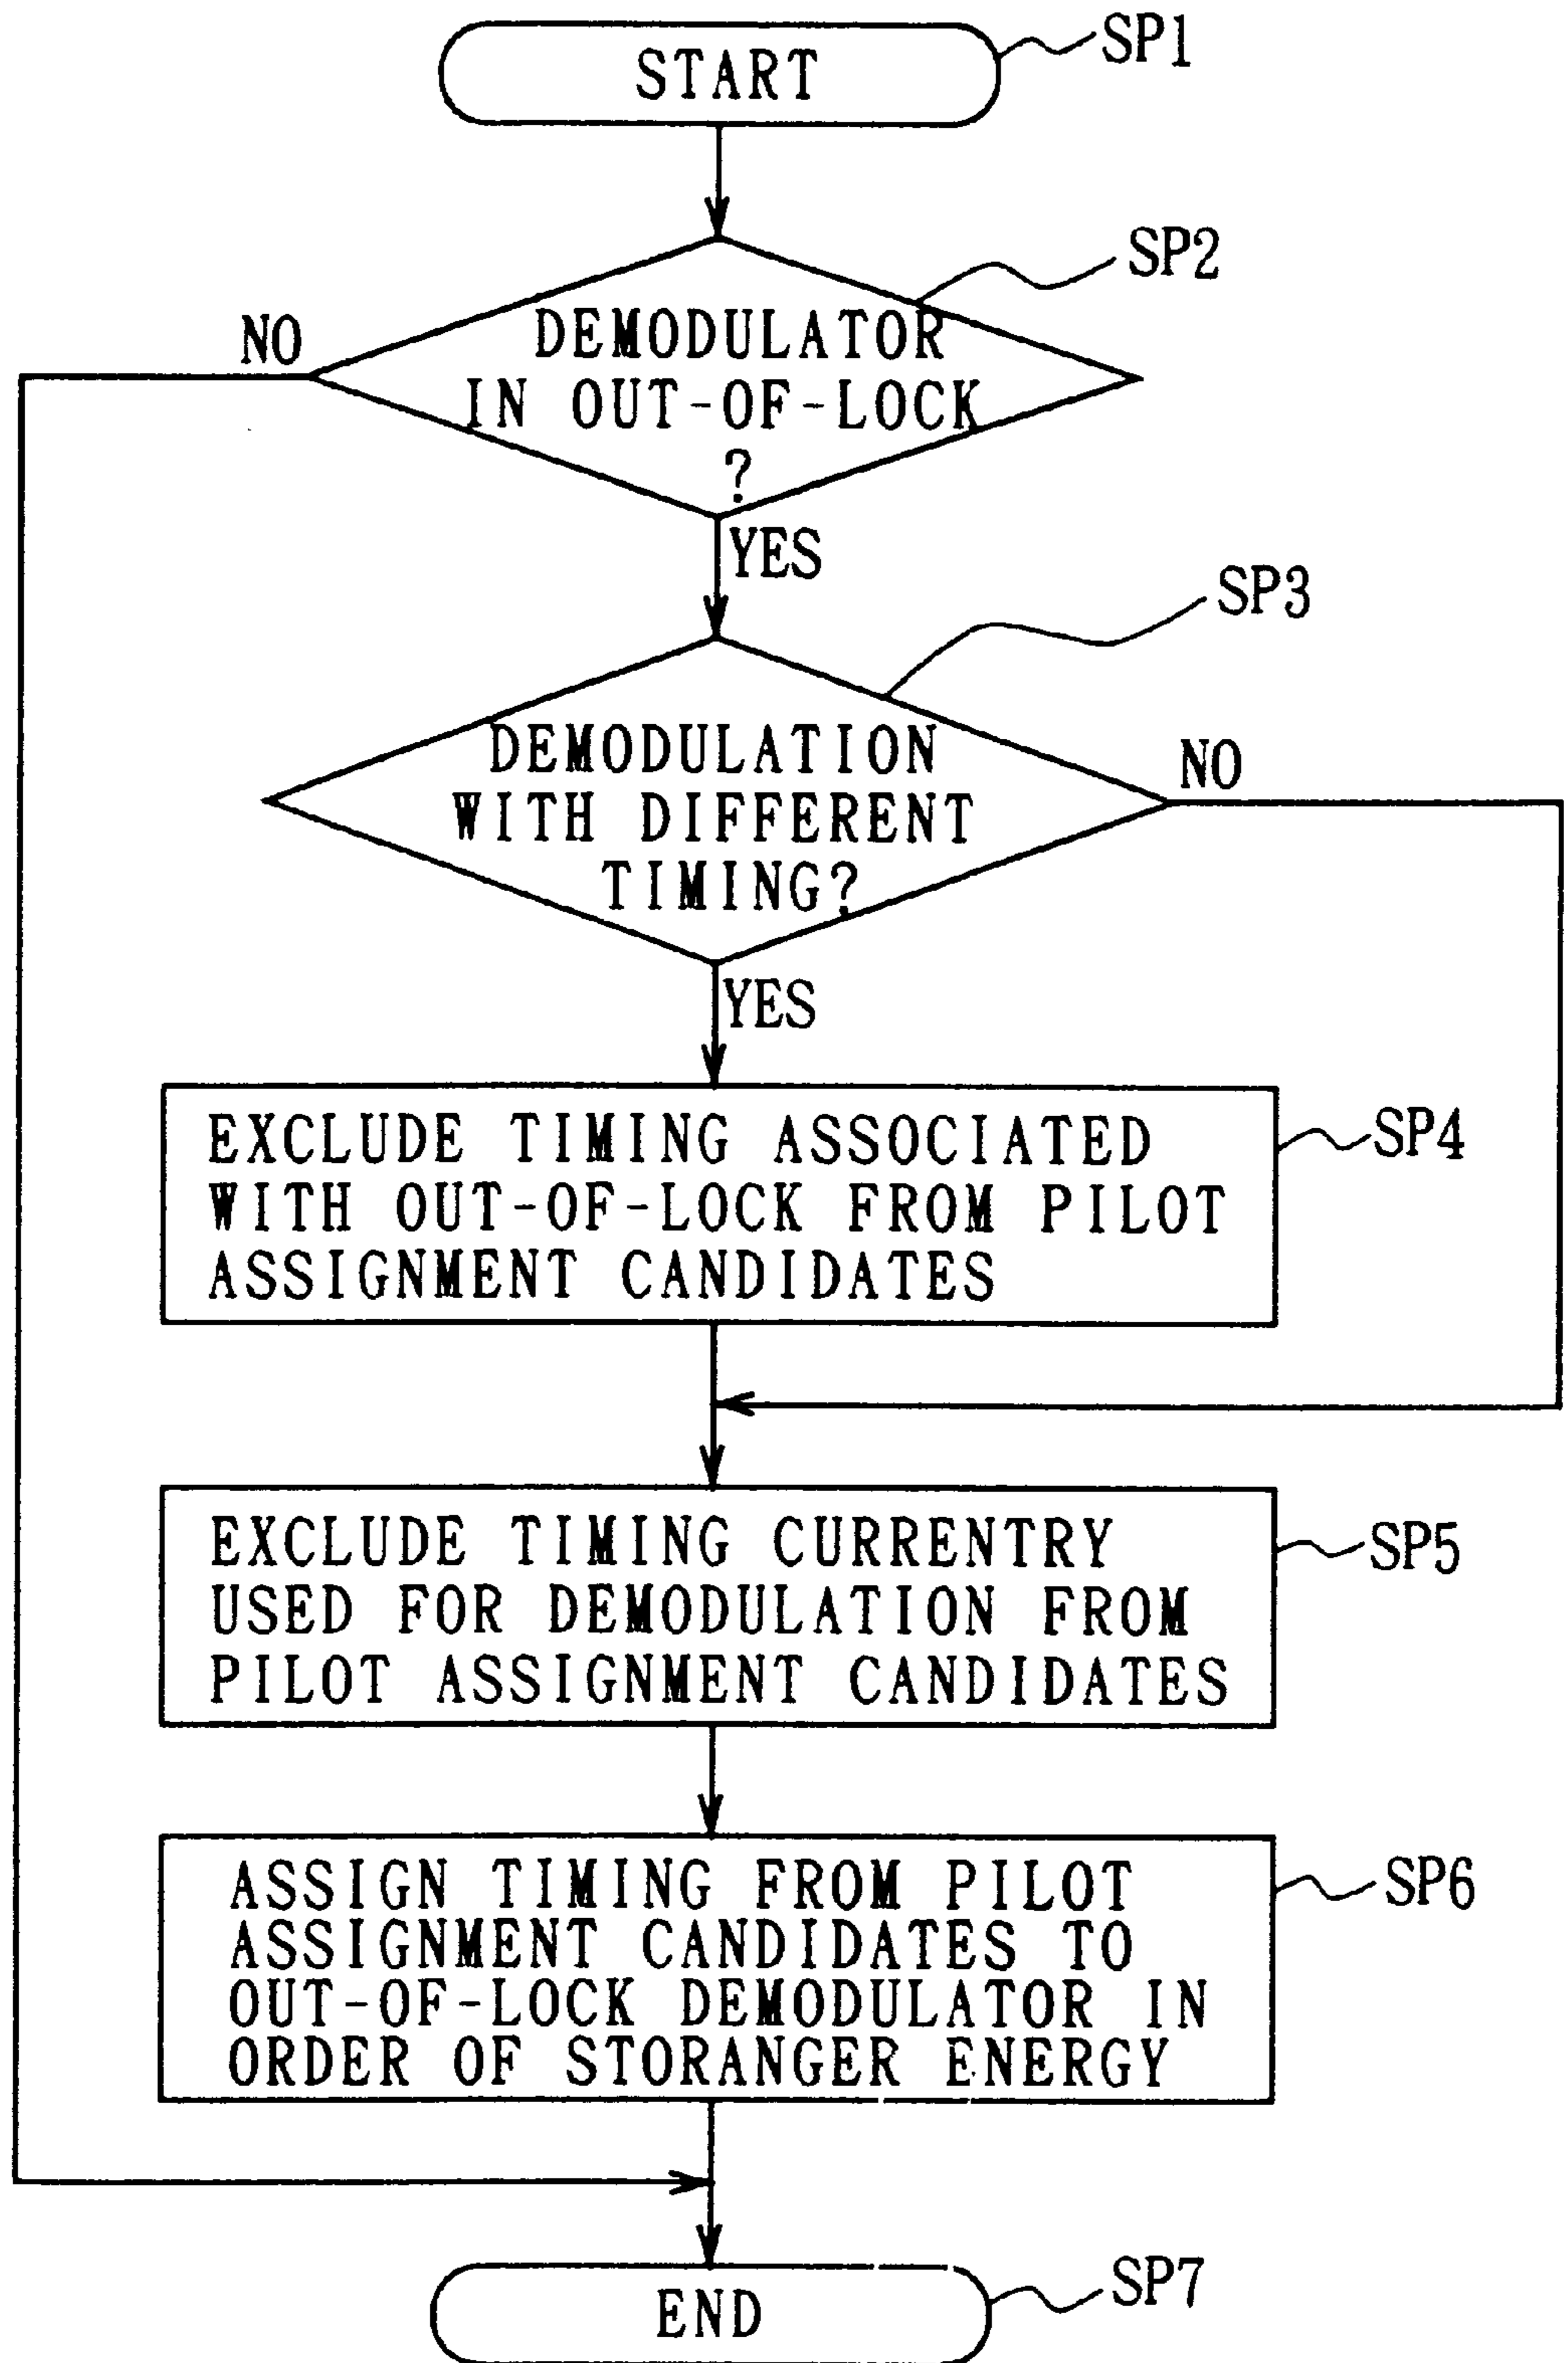 START
SP1
SP2
NO
DEMODULATOR
IN OUT-OF-LOCK
?
YES
SP3
DEMODULATION
WITH DIFFERENT
TIMING?
NO
YES
EXCLUDE TIMING ASSOCIATED
WITH OUT-OF-LOCK FROM PILOT
ASSIGNMENT CANDIDATES
SP4
EXCLUDE TIMING CURRENTRY
USED FOR DEMODULATION FROM
PILOT ASSIGNMENT CANDIDATES
SP5
ASSIGN TIMING FROM PILOT
ASSIGNMENT CANDIDATES TO
OUT-OF-LOCK DEMODULATOR IN
ORDER OF STORANGER ENERGY
SP6
END
SP7